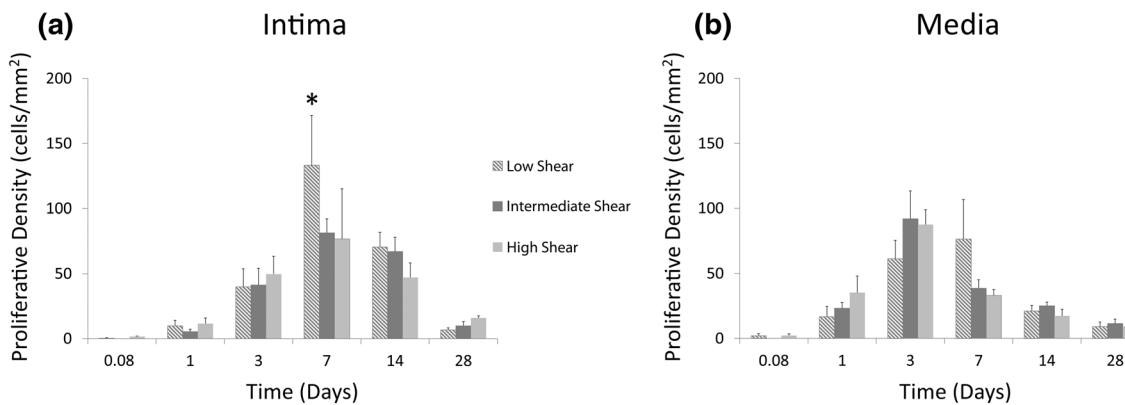 (a)
Intima
Proliferative Density (cells/mm²)
200
150
100
50
0
*
0.08 1 3 7 14 28
Time (Days)
Low Shear
Intermediate Shear
High Shear
(b)
Media
Proliferative Density (cells/mm²)
200
150
100
50
0
0.08 1 3 7 14 28
Time (Days)